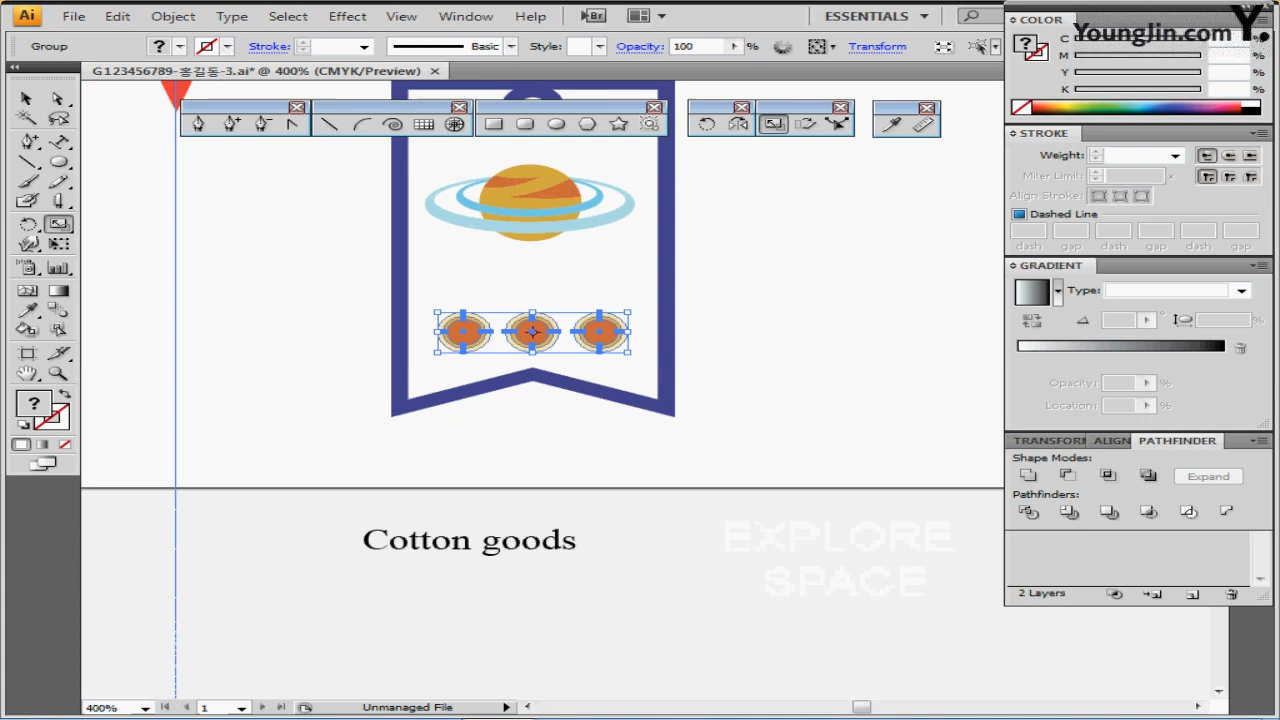 Ai File Edit Object Type Select Effect View Window Help Br ESSENTIALS
Group ? Stroke: Basic Style: Opacity: 100 % Transform
G123456789-홍길동-3.ai* @ 400% (CMYK/Preview)
COLOR
YoungJin.com Y.
? C %
M %
Y %
K %
STROKE
Weight:
Miter Limit: x
Align Stroke:
Dashed Line
dash gap dash gap dash gap
GRADIENT
Type:
Opacity: %
Location: %
?
TRANSFORM ALIGN PATHFINDER
Shape Modes:
Expand
Pathfinders:
2 Layers
Cotton goods
EXPLORE
SPACE
400% 1 Unmanaged File